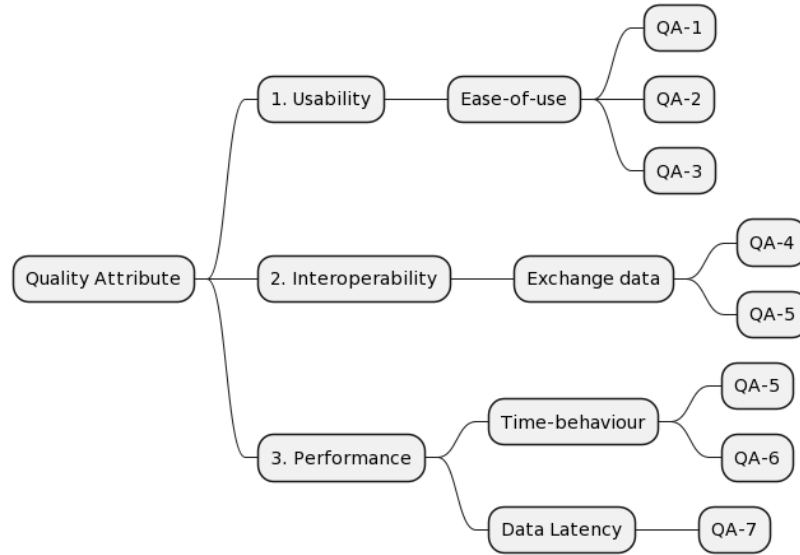 QA-1
1. Usability
Ease-of-use
QA-2
QA-3
QA-4
Quality Attribute
2. Interoperability
Exchange data
QA-5
QA-5
Time-behaviour
3. Performance
QA-6
Data Latency
QA-7